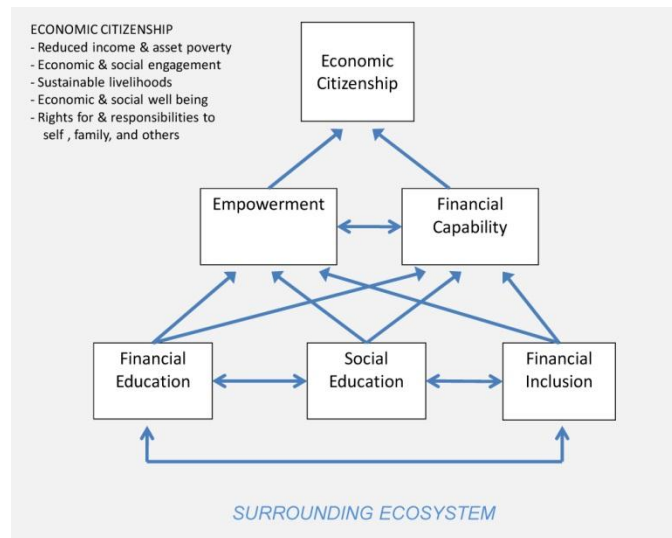 ECONOMIC CITIZENSHIP
- Reduced income & asset poverty
- Economic & social engagement
- Sustainable livelihoods
- Economic & social well being
- Rights for & responsibilities to
self , family, and others
Economic
Citizenship
Empowerment
Financial
Capability
Financial
Education
Social
Education
Financial
Inclusion
SURROUNDING ECOSYSTEM